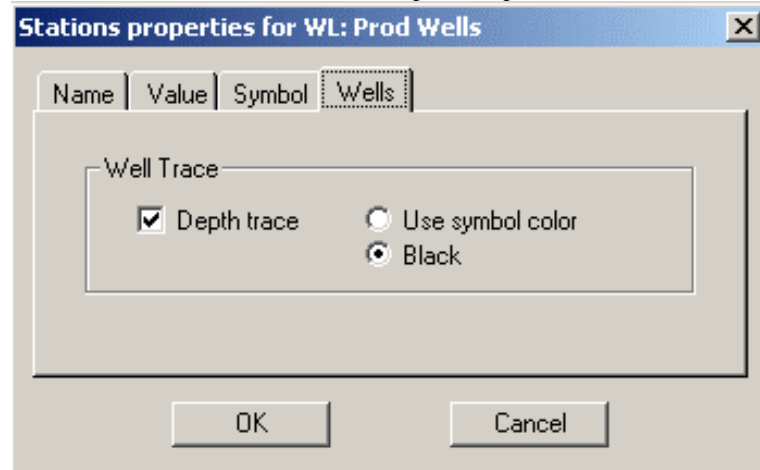 Stations properties for WL: Prod Wells
Name Value Symbol Wells
Well Trace
Depth trace Use symbol color
Black
OK Cancel